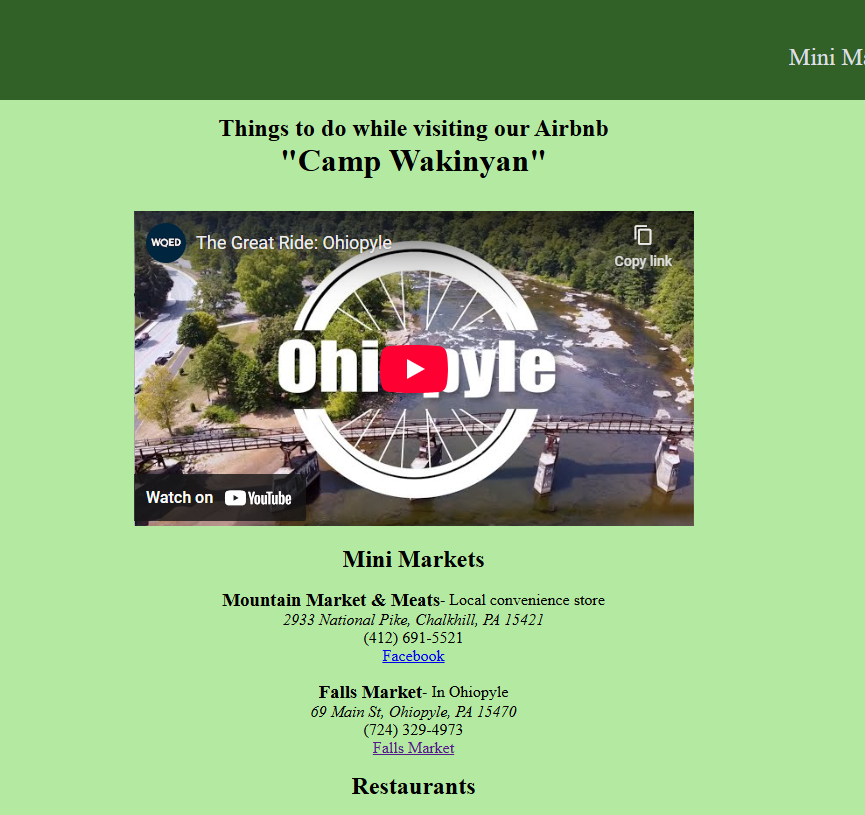 Mini Ma
Things to do while visiting our Airbnb
"Camp Wakinyan"
WQED
The Great Ride: Ohiopyle
Copy link
Ohiopyle
Watch on YouTube
Mini Markets
Mountain Market & Meats- Local convenience store
2933 National Pike, Chalkhill, PA 15421
(412) 691-5521
Facebook
Falls Market- In Ohiopyle
69 Main St, Ohiopyle, PA 15470
(724) 329-4973
Falls Market
Restaurants